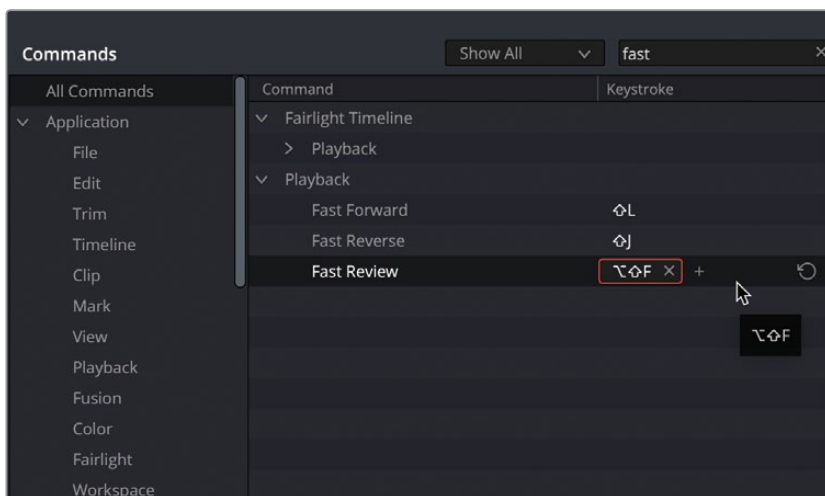 Commands
Show All
fast
All Commands
Application
File
Edit
Trim
Timeline
Clip
Mark
View
Playback
Fusion
Color
Fairlight
Workspace
Command Keystroke
Fairlight Timeline
Playback
Playback
Fast Forward ⇧L
Fast Reverse ⇧J
Fast Review ⌥⇧F
⌥⇧F